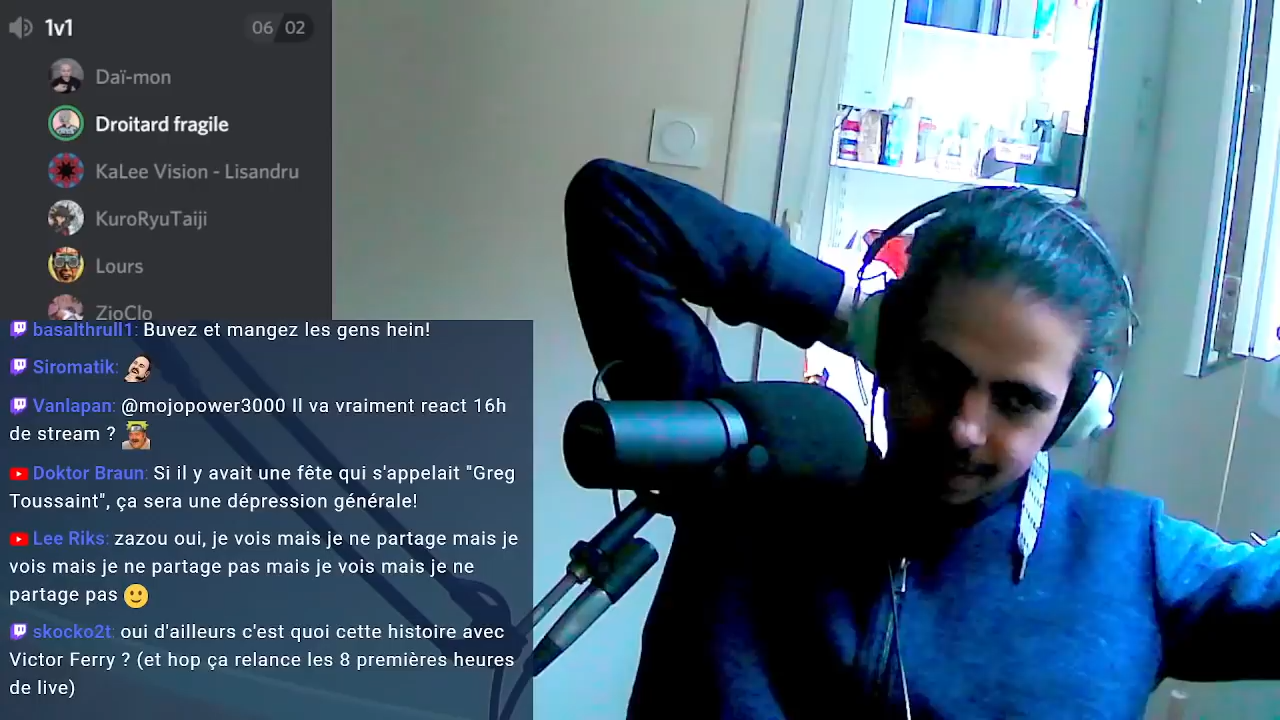 1v1
06 02
Daï-mon
Droitard fragile
KaLee Vision - Lisandru
KuroRyuTaiji
Lours
ZioClo
basalthrull1: Buvez et mangez les gens hein!
Siromatik:
Vanlapan: @mojopower3000 Il va vraiment react 16h
de stream ?
Doktor Braun: Si il y avait une fête qui s'appelait "Greg
Toussaint", ça sera une dépression générale!
Lee Riks: zazou oui, je vois mais je ne partage mais je
vois mais je ne partage pas mais je vois mais je ne
partage pas
skocko2t: oui d'ailleurs c'est quoi cette histoire avec
Victor Ferry ? (et hop ça relance les 8 premières heures
de live)